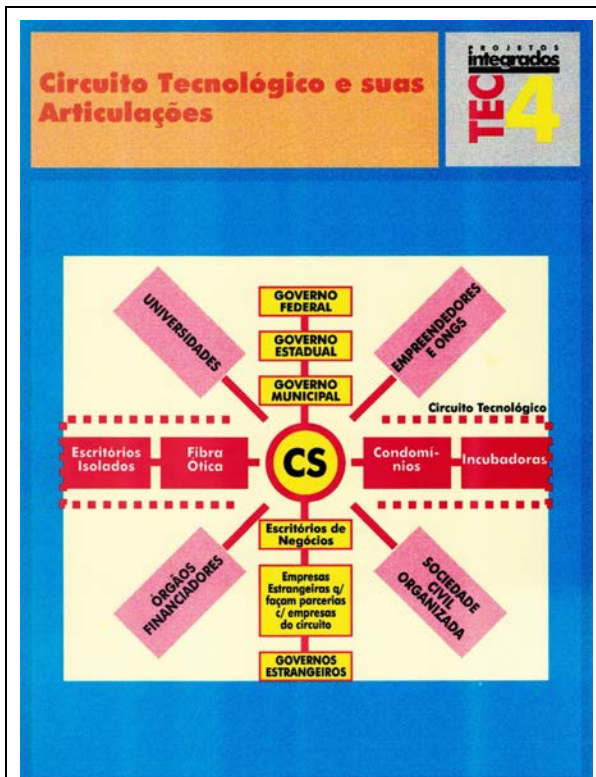 Circuito Tecnológico e suas
Articulações
PROJETOS
integrados
TEC
4
UNIVERSIDADES
GOVERNO
FEDERAL
GOVERNO
ESTADUAL
GOVERNO
MUNICIPAL
EMPREENDEDORES
E ONGS
Circuito Tecnológico
Escritórios
Isolados
Fibra
Ótica
CS
Condomí-
nios
Incubadoras
ÓRGÃOS
FINANCIADORES
Escritórios de
Negócios
Empresas
Estrangeiras q/
façam parcerias
c/ empresas
do circuito
GOVERNOS
ESTRANGEIROS
SOCIEDADE
CIVIL
ORGANIZADA